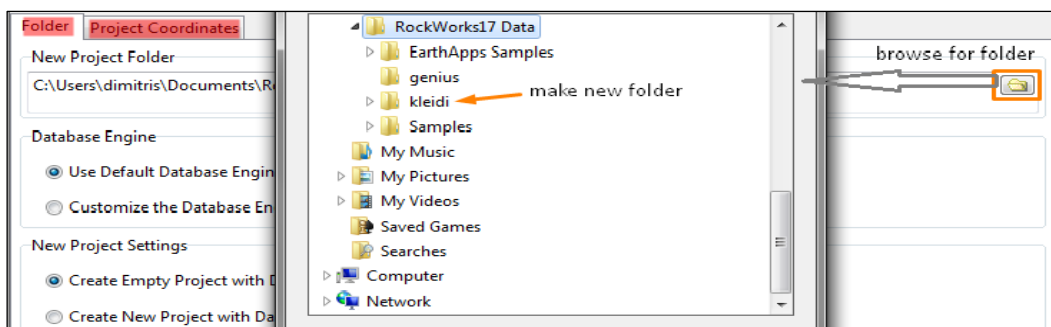 Folder Project Coordinates
New Project Folder
C:\Users\dimitris\Documents\R
Database Engine
Use Default Database Engin
Customize the Database En
New Project Settings
Create Empty Project with
Create New Project with Da
RockWorks17 Data
EarthApps Samples
genius
kleidi
make new folder
Samples
My Music
My Pictures
My Videos
Saved Games
Searches
Computer
Network
browse for folder